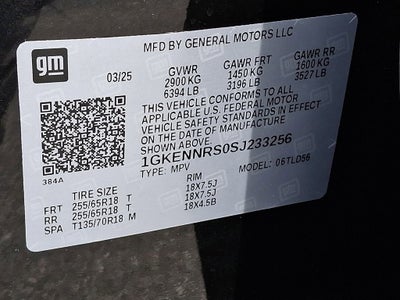 gm
MFD BY GENERAL MOTORS LLC
03/25 GVWR GAWR FRT GAWR RR
2900 KG 1450 KG 1600 KG
6394 LB 3196 LB 3527 LB
THIS VEHICLE CONFORMS TO ALL
APPLICABLE U.S. FEDERAL MOTOR
VEHICLE SAFETY STANDARDS IN EFFECT
ON THE DATE OF MANUFACTURE
SHOWN ABOVE.
1GKENNRS0SJ233256
384A
TYPE: MPV MODEL: 06TLD56
TIRE SIZE RIM
FRT 255/65R18 T 18X7.5J
RR 255/65R18 T 18X7.5J
SPA T135/70R18 M 18X4.5B